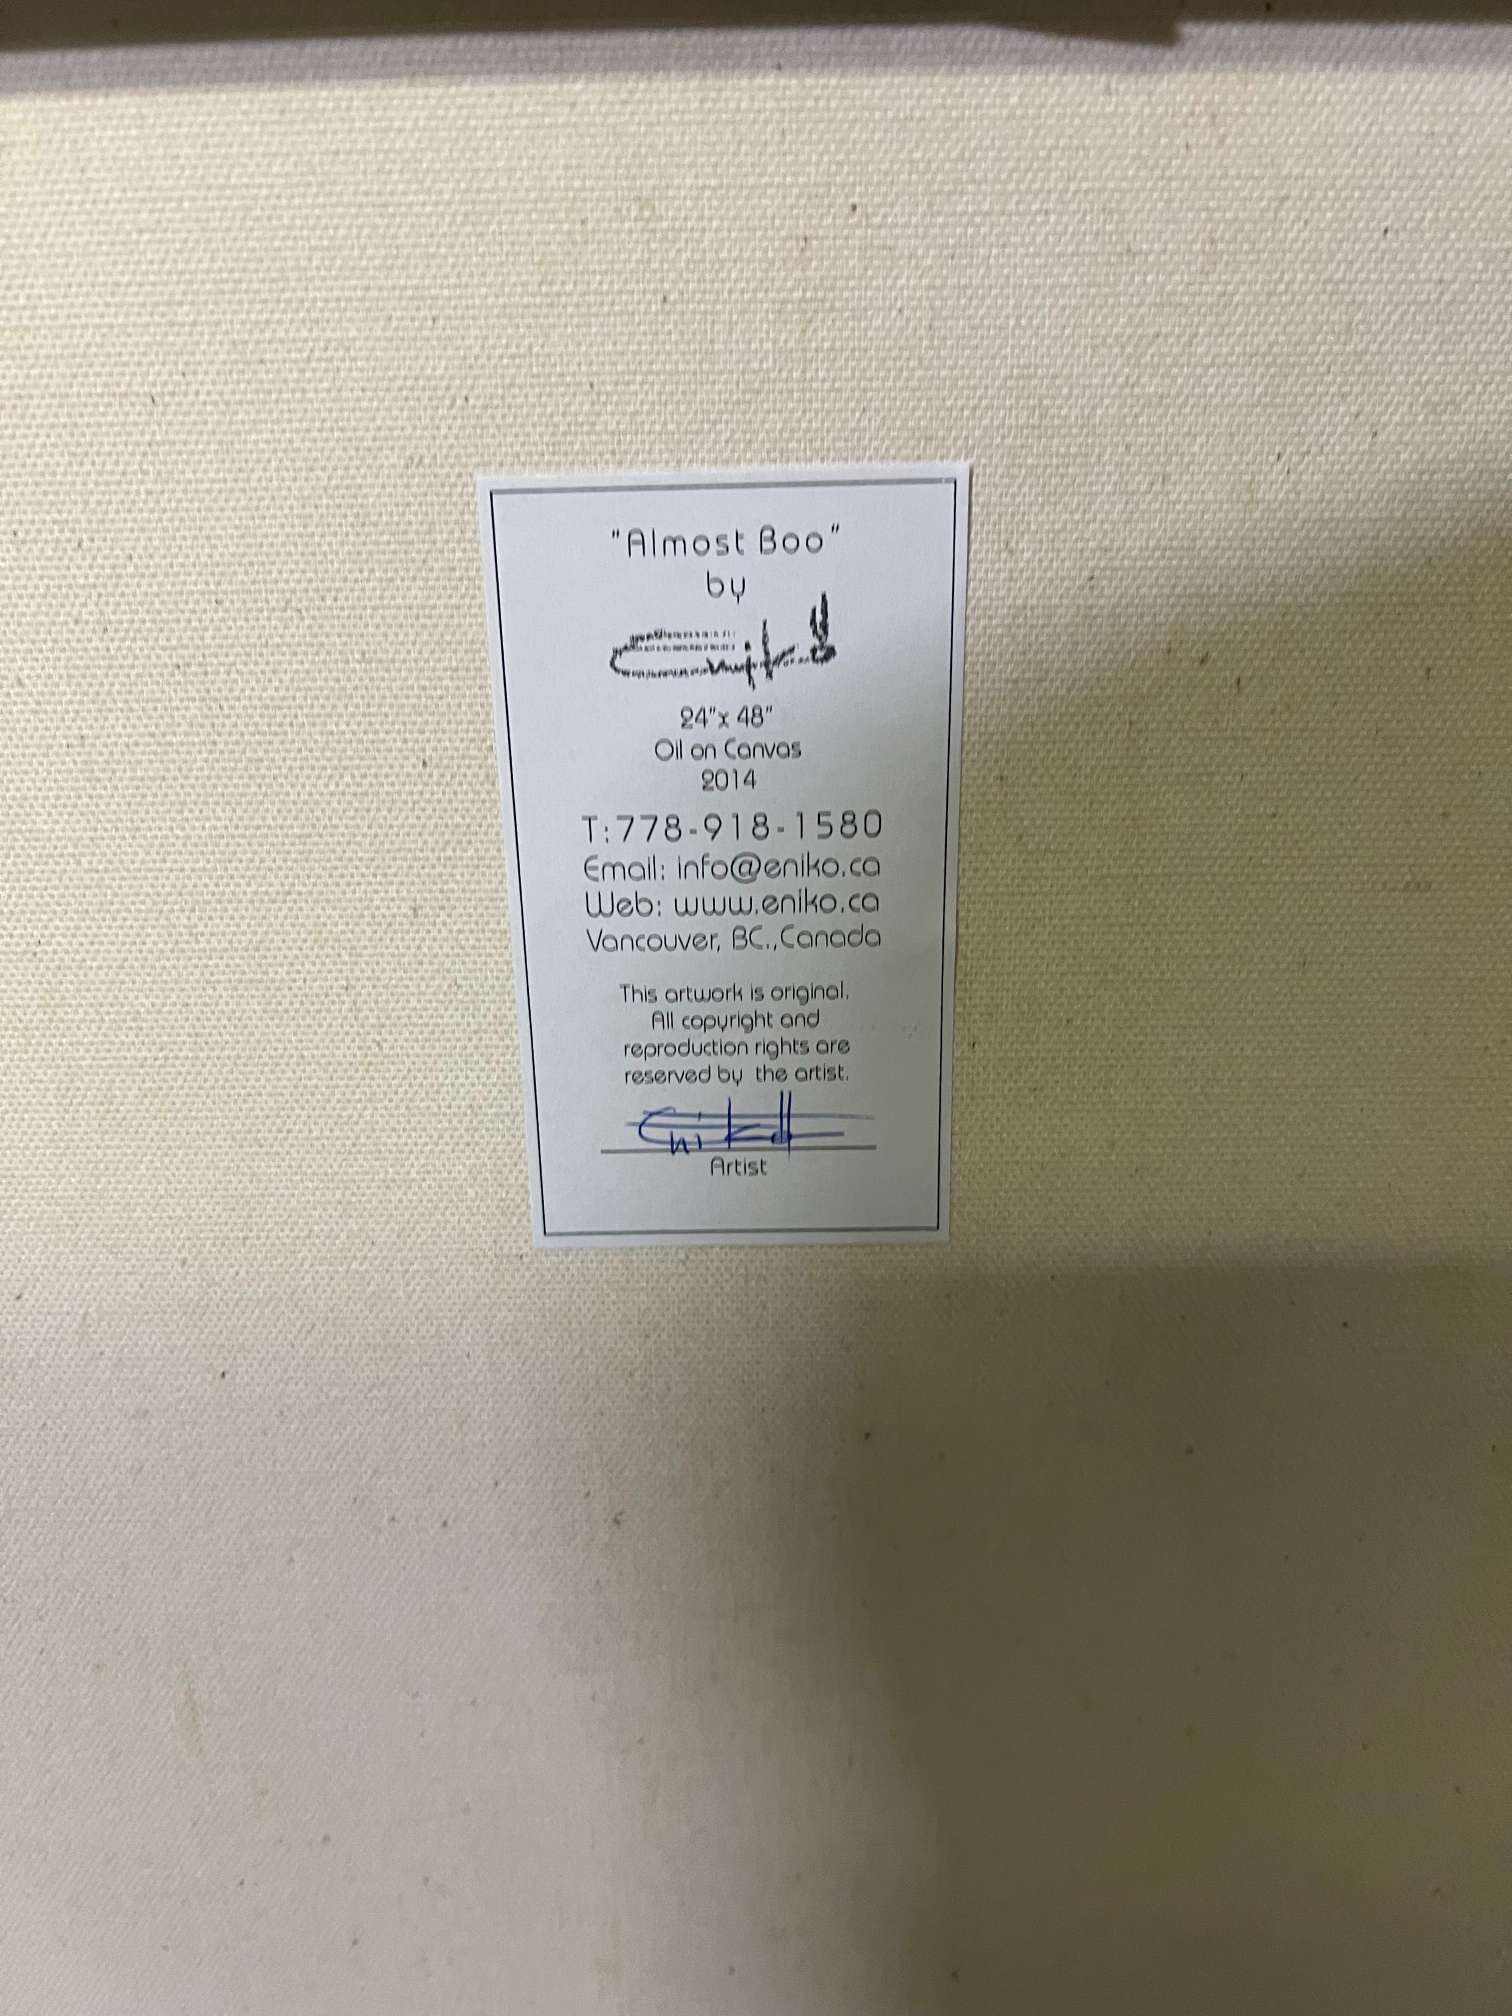 "Almost Boo"
by
24"x 48"
Oil on Canvas
2014
T:778-918-1580
Email: info@eniko.ca
Web: www.eniko.ca
Vancouver, BC.,Canada
This artwork is original.
All copyright and
reproduction rights are
reserved by the artist.
Artist